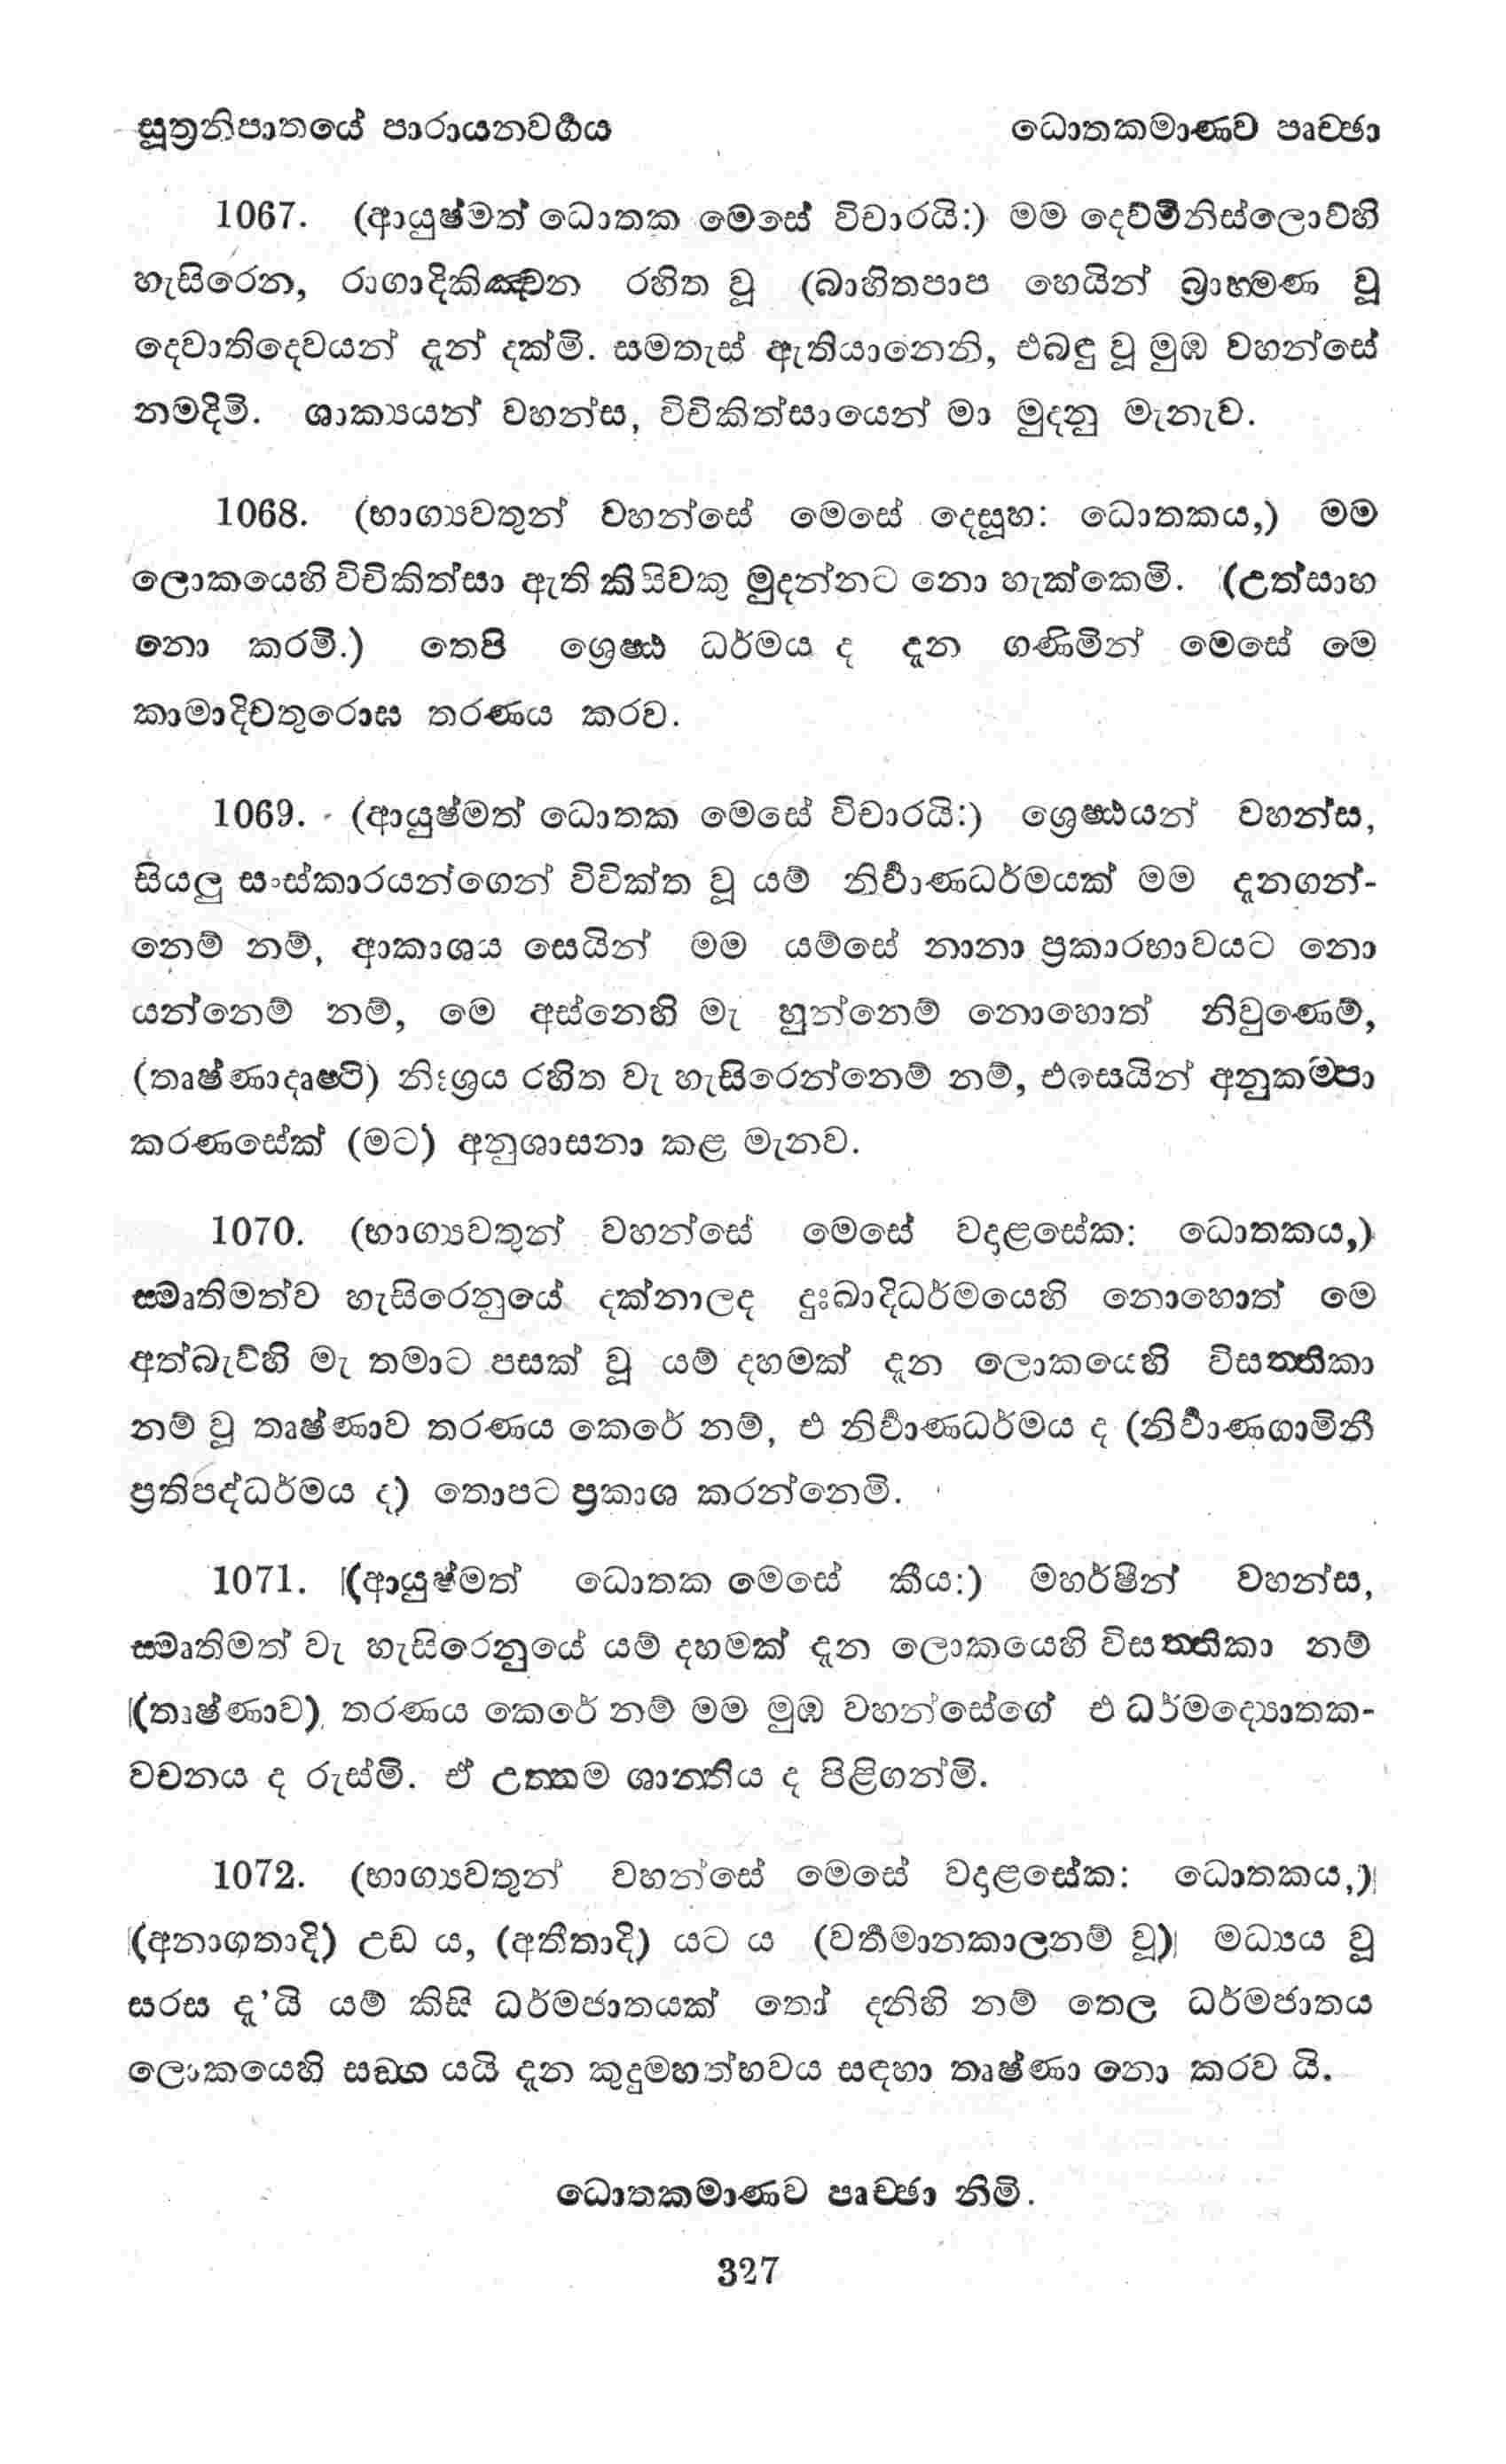 සූත්‍රනිපාතයේ පාරායනවර්‍ගය ධොතකමාණව පෘච්ඡා
1067. (ආයුෂ්මත් ධොතක මෙසේ විචාරයි:) මම දෙව්මිනිස්ලොව්හි
හැසිරෙන, රාගාදිකිඤ්චන රහිත වූ (බාහිතපාප හෙයින් බ්‍රාහ්මණ වූ
දෙවාතිදෙවයන් දැන් දක්මි. සමතැස් ඇතියානෙනි, එබඳු වූ මුඹ වහන්සේ
නමදිමි. ශාක්‍යයන් වහන්ස, විචිකිත්සායෙන් මා මුදනු මැනැව.
1068. (භාග්‍යවතුන් වහන්සේ මෙසේ දෙසූහ: ධොතකය,) මම
ලොකයෙහි විචිකිත්සා ඇති කිසිවකු මුදන්නට නො හැක්කෙමි. (උත්සාහ
නො කරමි.) තෙපි ශ්‍රෙෂ්ඨ ධර්මය ද දැන ගණිමින් මෙසේ මෙ
කාමාදිචතුරොඝ තරණය කරව.
1069. (ආයුෂ්මත් ධොතක මෙසේ විචාරයි:) ශ්‍රෙෂ්ඨයන් වහන්ස,
සියලු සංස්කාරයන්ගෙන් විවික්ත වූ යම් නිර්‍වාණධර්මයක් මම දැනගන්-
නෙම් නම්, ආකාශය සෙයින් මම යම්සේ නානා ප්‍රකාරභාවයට නො
යන්නෙම් නම්, මෙ අස්නෙහි මැ හුන්නෙම් නොහොත් නිවුණෙම්,
(තෘෂ්ණාදෘෂ්ටි) නිඃශ්‍රය රහිත වැ හැසිරෙන්නෙම් නම්, එසෙයින් අනුකම්පා
කරණසේක් (මට) අනුශාසනා කළ මැනව.
1070. (භාග්‍යවතුන් වහන්සේ මෙසේ වදාළසේක: ධොතකය,)
ස්මෘතිමත්ව හැසිරෙනුයේ දක්නාලද දුඃඛාදිධර්මයෙහි නොහොත් මෙ
අත්බැව්හි මැ තමාට පසක් වූ යම් දහමක් දැන ලොකයෙහි විසත්තිකා
නම් වූ තෘෂ්ණාව තරණය කෙරේ නම්, එ නිර්‍වාණධර්මය ද (නිර්‍වාණගාමිනී
ප්‍රතිපද්ධර්මය ද) තොපට ප්‍රකාශ කරන්නෙමි.
1071. (ආයුෂ්මත් ධොතක මෙසේ කීය:) මහර්ෂීන් වහන්ස,
ස්මෘතිමත් වැ හැසිරෙනුයේ යම් දහමක් දැන ලොකයෙහි විසත්තිකා නම්
(තෘෂ්ණාව) තරණය කෙරේ නම් මම මුඹ වහන්සේගේ එ ධර්මද්‍යොතක-
වචනය ද රුස්මි. ඒ උත්තම ශාන්තිය ද පිළිගන්මි.
1072. (භාග්‍යවතුන් වහන්සේ මෙසේ වදාළසේක: ධොතකය,)
(අනාගතාදි) උඩ ය, (අතීතාදි) යට ය (වර්‍තමානකාලනම් වූ) මධ්‍යය වූ
සරස ද'යි යම් කිසි ධර්මජාතයක් තෝ දනිහි නම් තෙල ධර්මජාතය
ලොකයෙහි සඞ්ග යයි දැන කුදුමහත්භවය සඳහා තෘෂ්ණා නො කරව යි.
ධොතකමාණව පෘච්ඡා නිමි.
327